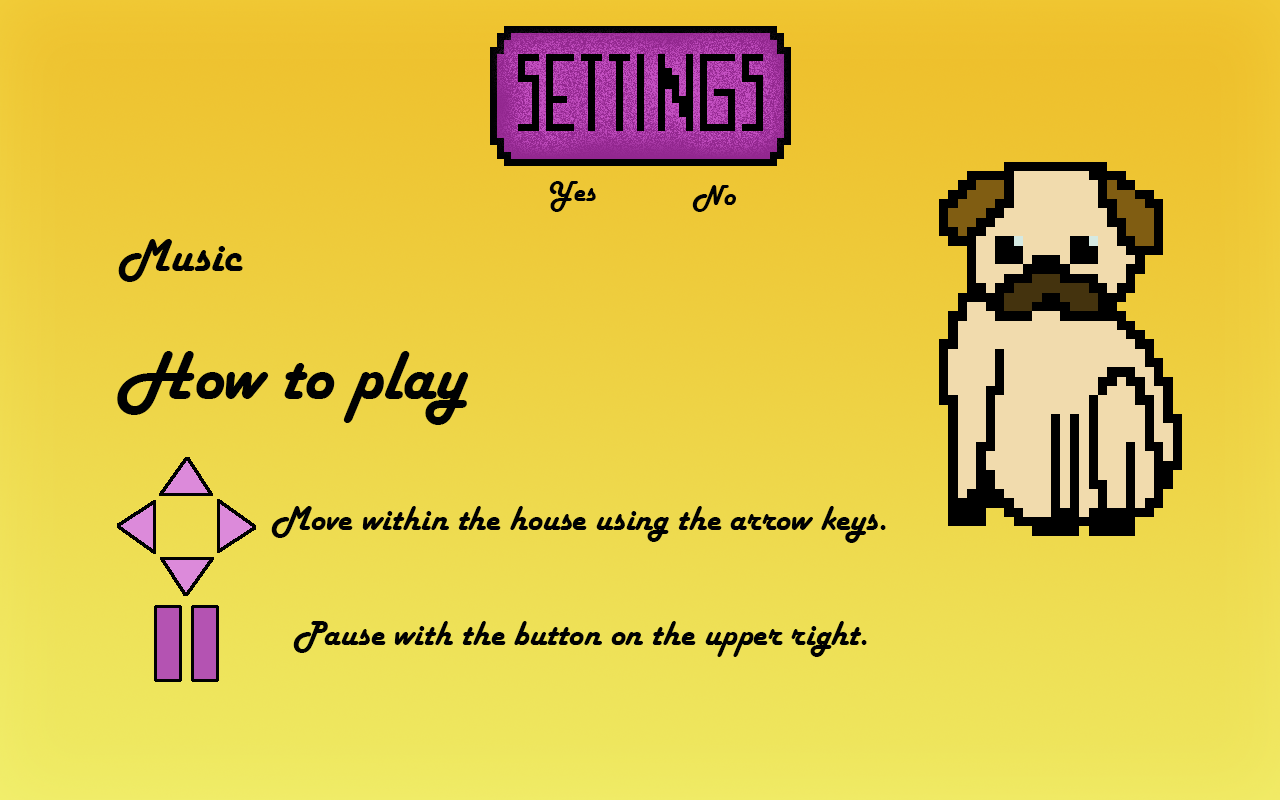 SETTINGS
Yes No
Music
How to play
Move within the house using the arrow keys.
Pause with the button on the upper right.